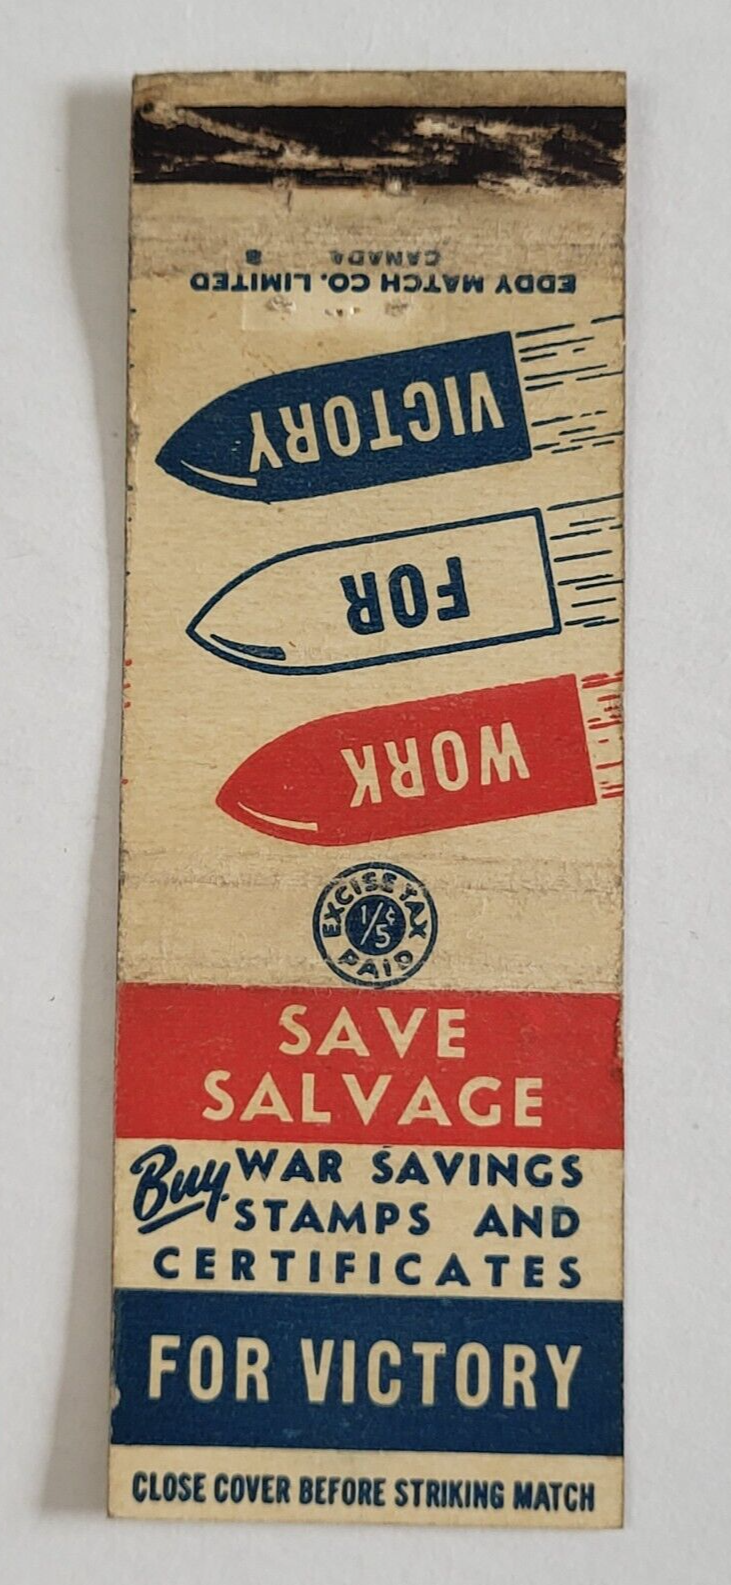 EDDY MATCH CO. LIMITED
CANADA 8
WORK
FOR
VICTORY
EXCISE TAX
1/5¢
PAID
SAVE
SALVAGE
Buy WAR SAVINGS
STAMPS AND
CERTIFICATES
FOR VICTORY
CLOSE COVER BEFORE STRIKING MATCH